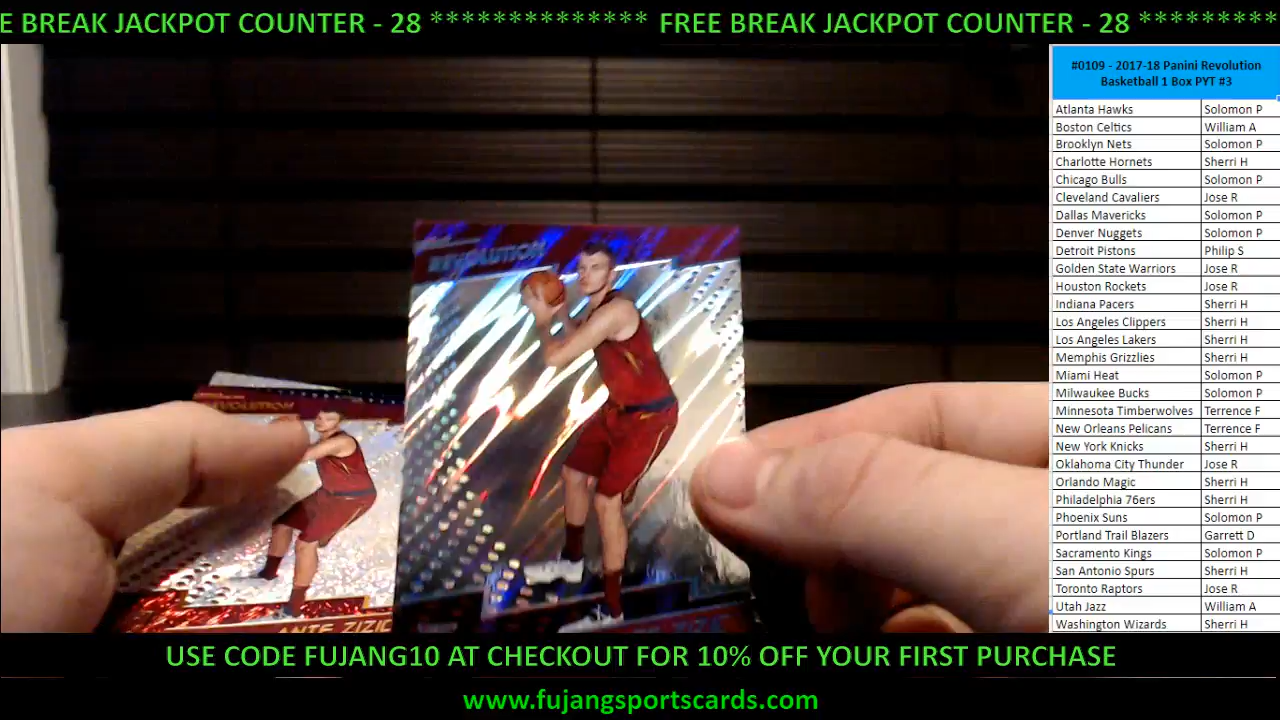 E BREAK JACKPOT COUNTER - 28 ************** FREE BREAK JACKPOT COUNTER - 28 *********
#0109 - 2017-18 Panini Revolution
Basketball 1 Box PYT #3
Atlanta Hawks Solomon P
Boston Celtics William A
Brooklyn Nets Solomon P
Charlotte Hornets Sherri H
Chicago Bulls Solomon P
Cleveland Cavaliers Jose R
Dallas Mavericks Solomon P
Denver Nuggets Solomon P
Detroit Pistons Philip S
Golden State Warriors Jose R
Houston Rockets Jose R
Indiana Pacers Sherri H
Los Angeles Clippers Sherri H
Los Angeles Lakers Sherri H
Memphis Grizzlies Sherri H
Miami Heat Solomon P
Milwaukee Bucks Solomon P
Minnesota Timberwolves Terrence F
New Orleans Pelicans Terrence F
New York Knicks Sherri H
Oklahoma City Thunder Jose R
Orlando Magic Sherri H
Philadelphia 76ers Sherri H
Phoenix Suns Solomon P
Portland Trail Blazers Garrett D
Sacramento Kings Solomon P
San Antonio Spurs Sherri H
Toronto Raptors Jose R
Utah Jazz William A
Washington Wizards Sherri H
REVOLUTION
REVOLUTION
ANTE ZIZIC
USE CODE FUJANG10 AT CHECKOUT FOR 10% OFF YOUR FIRST PURCHASE
www.fujangsportscards.com